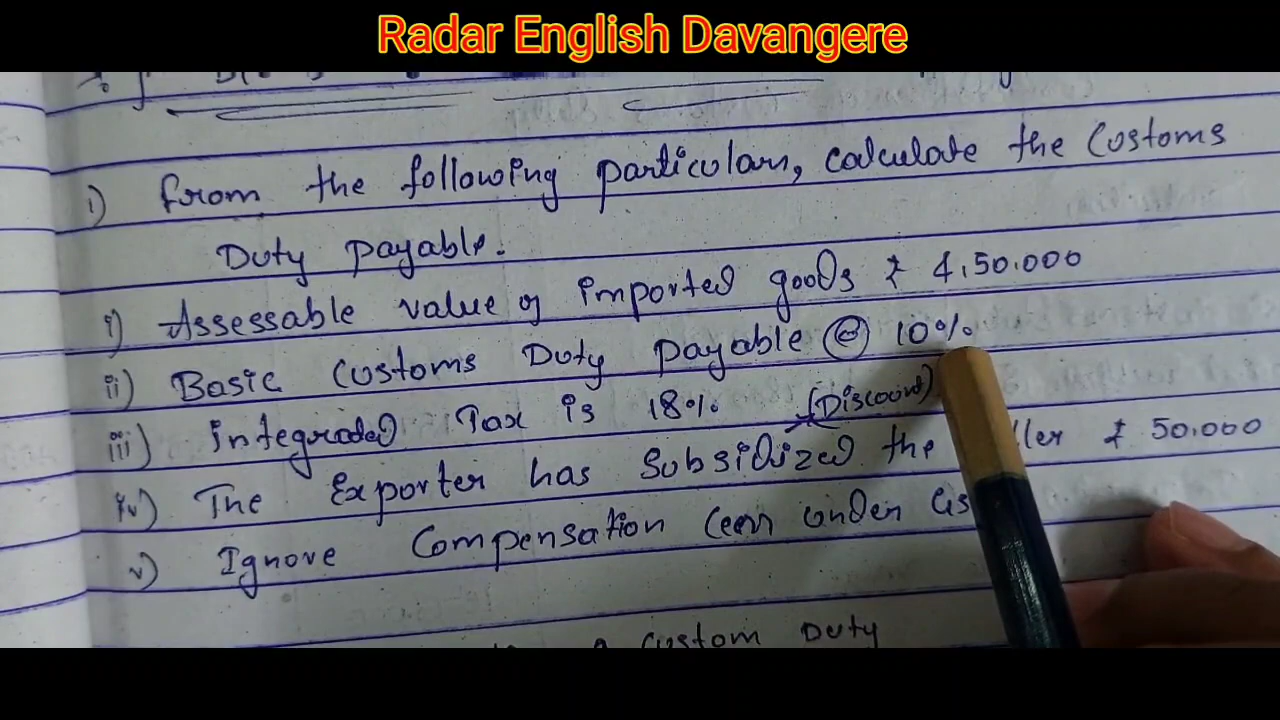 Radar English Davangere
i) from the following particulars, calculate the Customs
Duty payable.
i) Assessable value of imported goods ₹ 4,50,000
ii) Basic Customs Duty payable @ 10%
iii) integrated Tax is 18% (Discount)
iv) The Exporter has Subsidized the ller ₹ 50,000
v) Ignore Compensation Cess under
Custom Duty